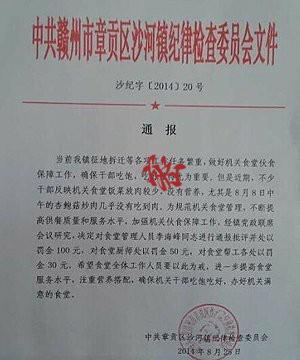 中共赣州市章贡区沙河镇纪律检查委员会文件
沙纪字〔2014〕20号
通报
当前我镇征地拆迁等各项工作任务繁重，做好机关食堂伙食
保障工作，确保干部吃饱、吃好尤为重要，但是近期，不
少干部反映机关食堂饭菜放肉较少，没有营养，尤其是8月8日中
午的杏鲍菇炒肉几乎没有吃到肉。为规范机关食堂管理，不断提
高供餐质量和服务水平，加强机关伙食保障工作，经镇党政联席
会议研究，决定对食堂管理人员李海峰同志进行通报批评并处以
罚金100元，对食堂厨师处以罚金50元，对食堂帮工各处以罚
金30元，希望食堂全体工作人员要以此为戒，进一步提高食堂
服务水平，注重营养搭配，确保机关干部吃饱吃好，办好机关满
意的食堂。
中共章贡区沙河镇纪律检查委员会
2014年8月25日